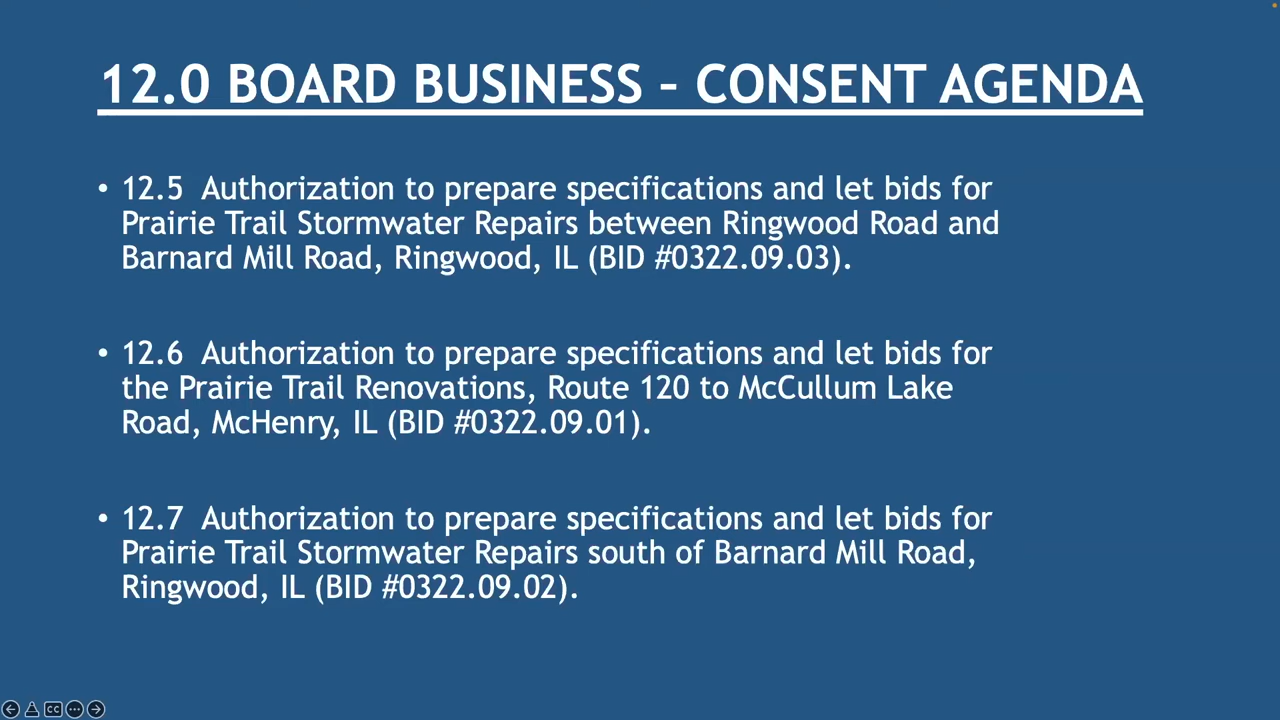 12.0 BOARD BUSINESS – CONSENT AGENDA
• 12.5 Authorization to prepare specifications and let bids for
Prairie Trail Stormwater Repairs between Ringwood Road and
Barnard Mill Road, Ringwood, IL (BID #0322.09.03).
• 12.6 Authorization to prepare specifications and let bids for
the Prairie Trail Renovations, Route 120 to McCullum Lake
Road, McHenry, IL (BID #0322.09.01).
• 12.7 Authorization to prepare specifications and let bids for
Prairie Trail Stormwater Repairs south of Barnard Mill Road,
Ringwood, IL (BID #0322.09.02).
CC